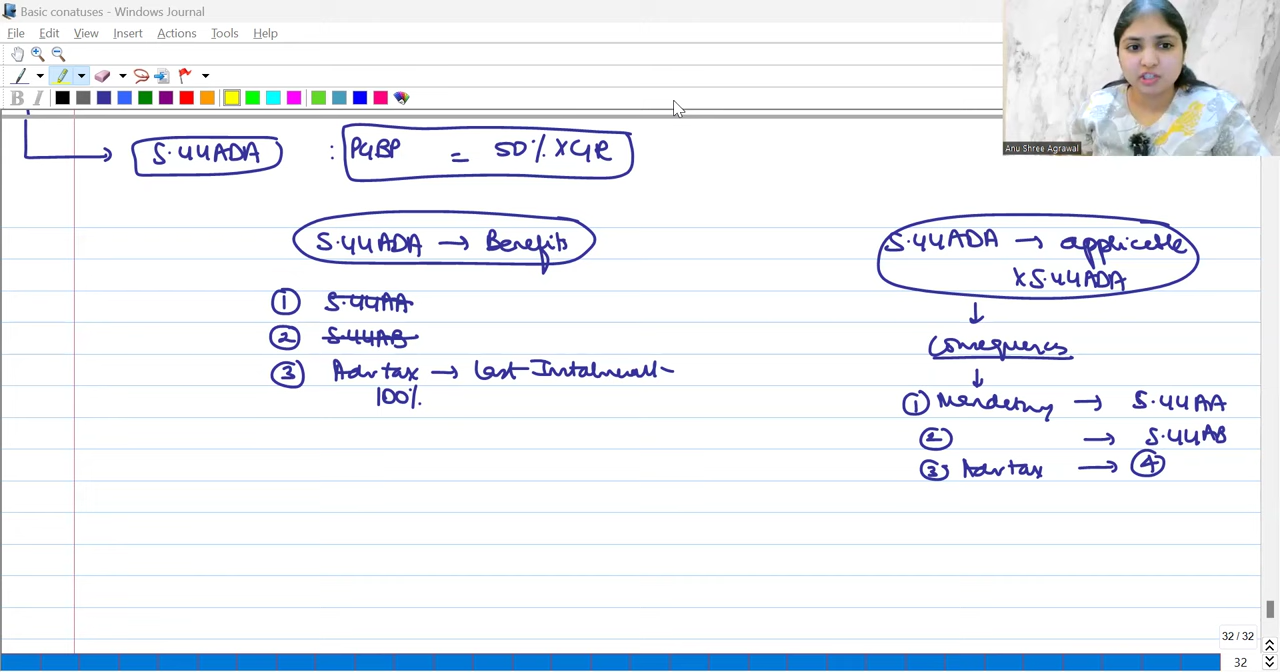 Basic conatuses - Windows Journal
File Edit View Insert Actions Tools Help
B I
Anu Shree Agrawal
S.44ADA : PGBP = 50% X GR
S.44ADA → Benefits
① S.44AA
② S.44AB
③ Adv tax → Last Instalment
100%.
S.44ADA → applicable
X S.44ADA
↓
Consequences
↓
① Mandatory → S.44AA
② → S.44AB
③ Adv tax → ④
32 / 32
32